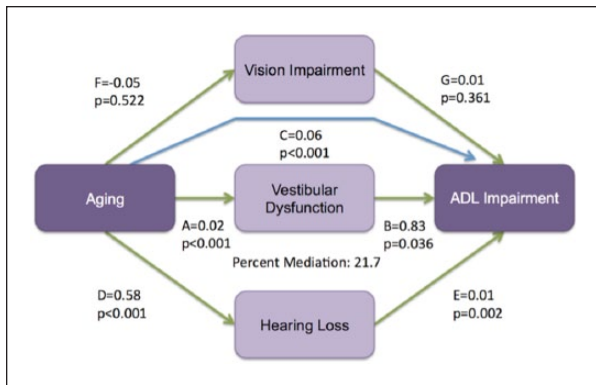 Vision Impairment
F=-0.05
p=0.522
G=0.01
p=0.361
C=0.06
p<0.001
Aging
Vestibular
Dysfunction
ADL Impairment
A=0.02
p<0.001
B=0.83
p=0.036
Percent Mediation: 21.7
D=0.58
p<0.001
E=0.01
p=0.002
Hearing Loss